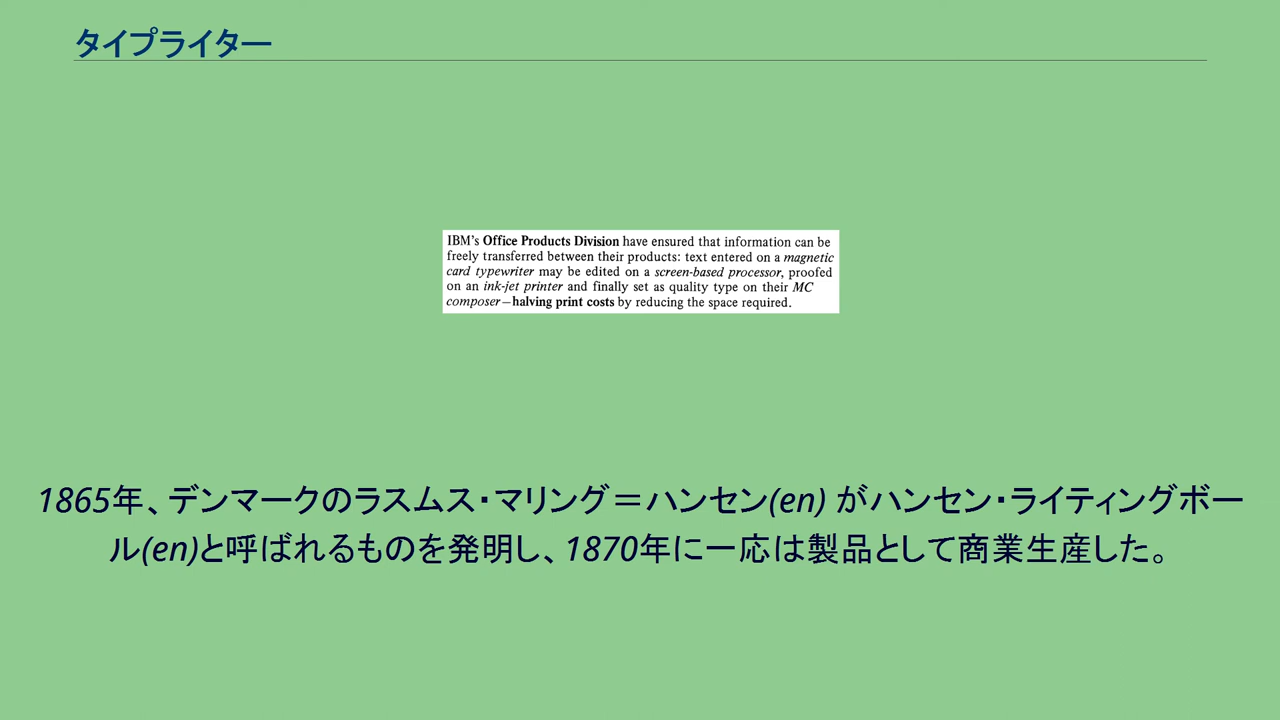 タイプライター
IBM's Office Products Division have ensured that information can be
freely transferred between their products: text entered on a magnetic
card typewriter may be edited on a screen-based processor, proofed
on an ink-jet printer and finally set as quality type on their MC
composer—halving print costs by reducing the space required.
1865年、デンマークのラスムス・マリング＝ハンセン(en) がハンセン・ライティングボー
ル(en)と呼ばれるものを発明し、1870年に一応は製品として商業生産した。